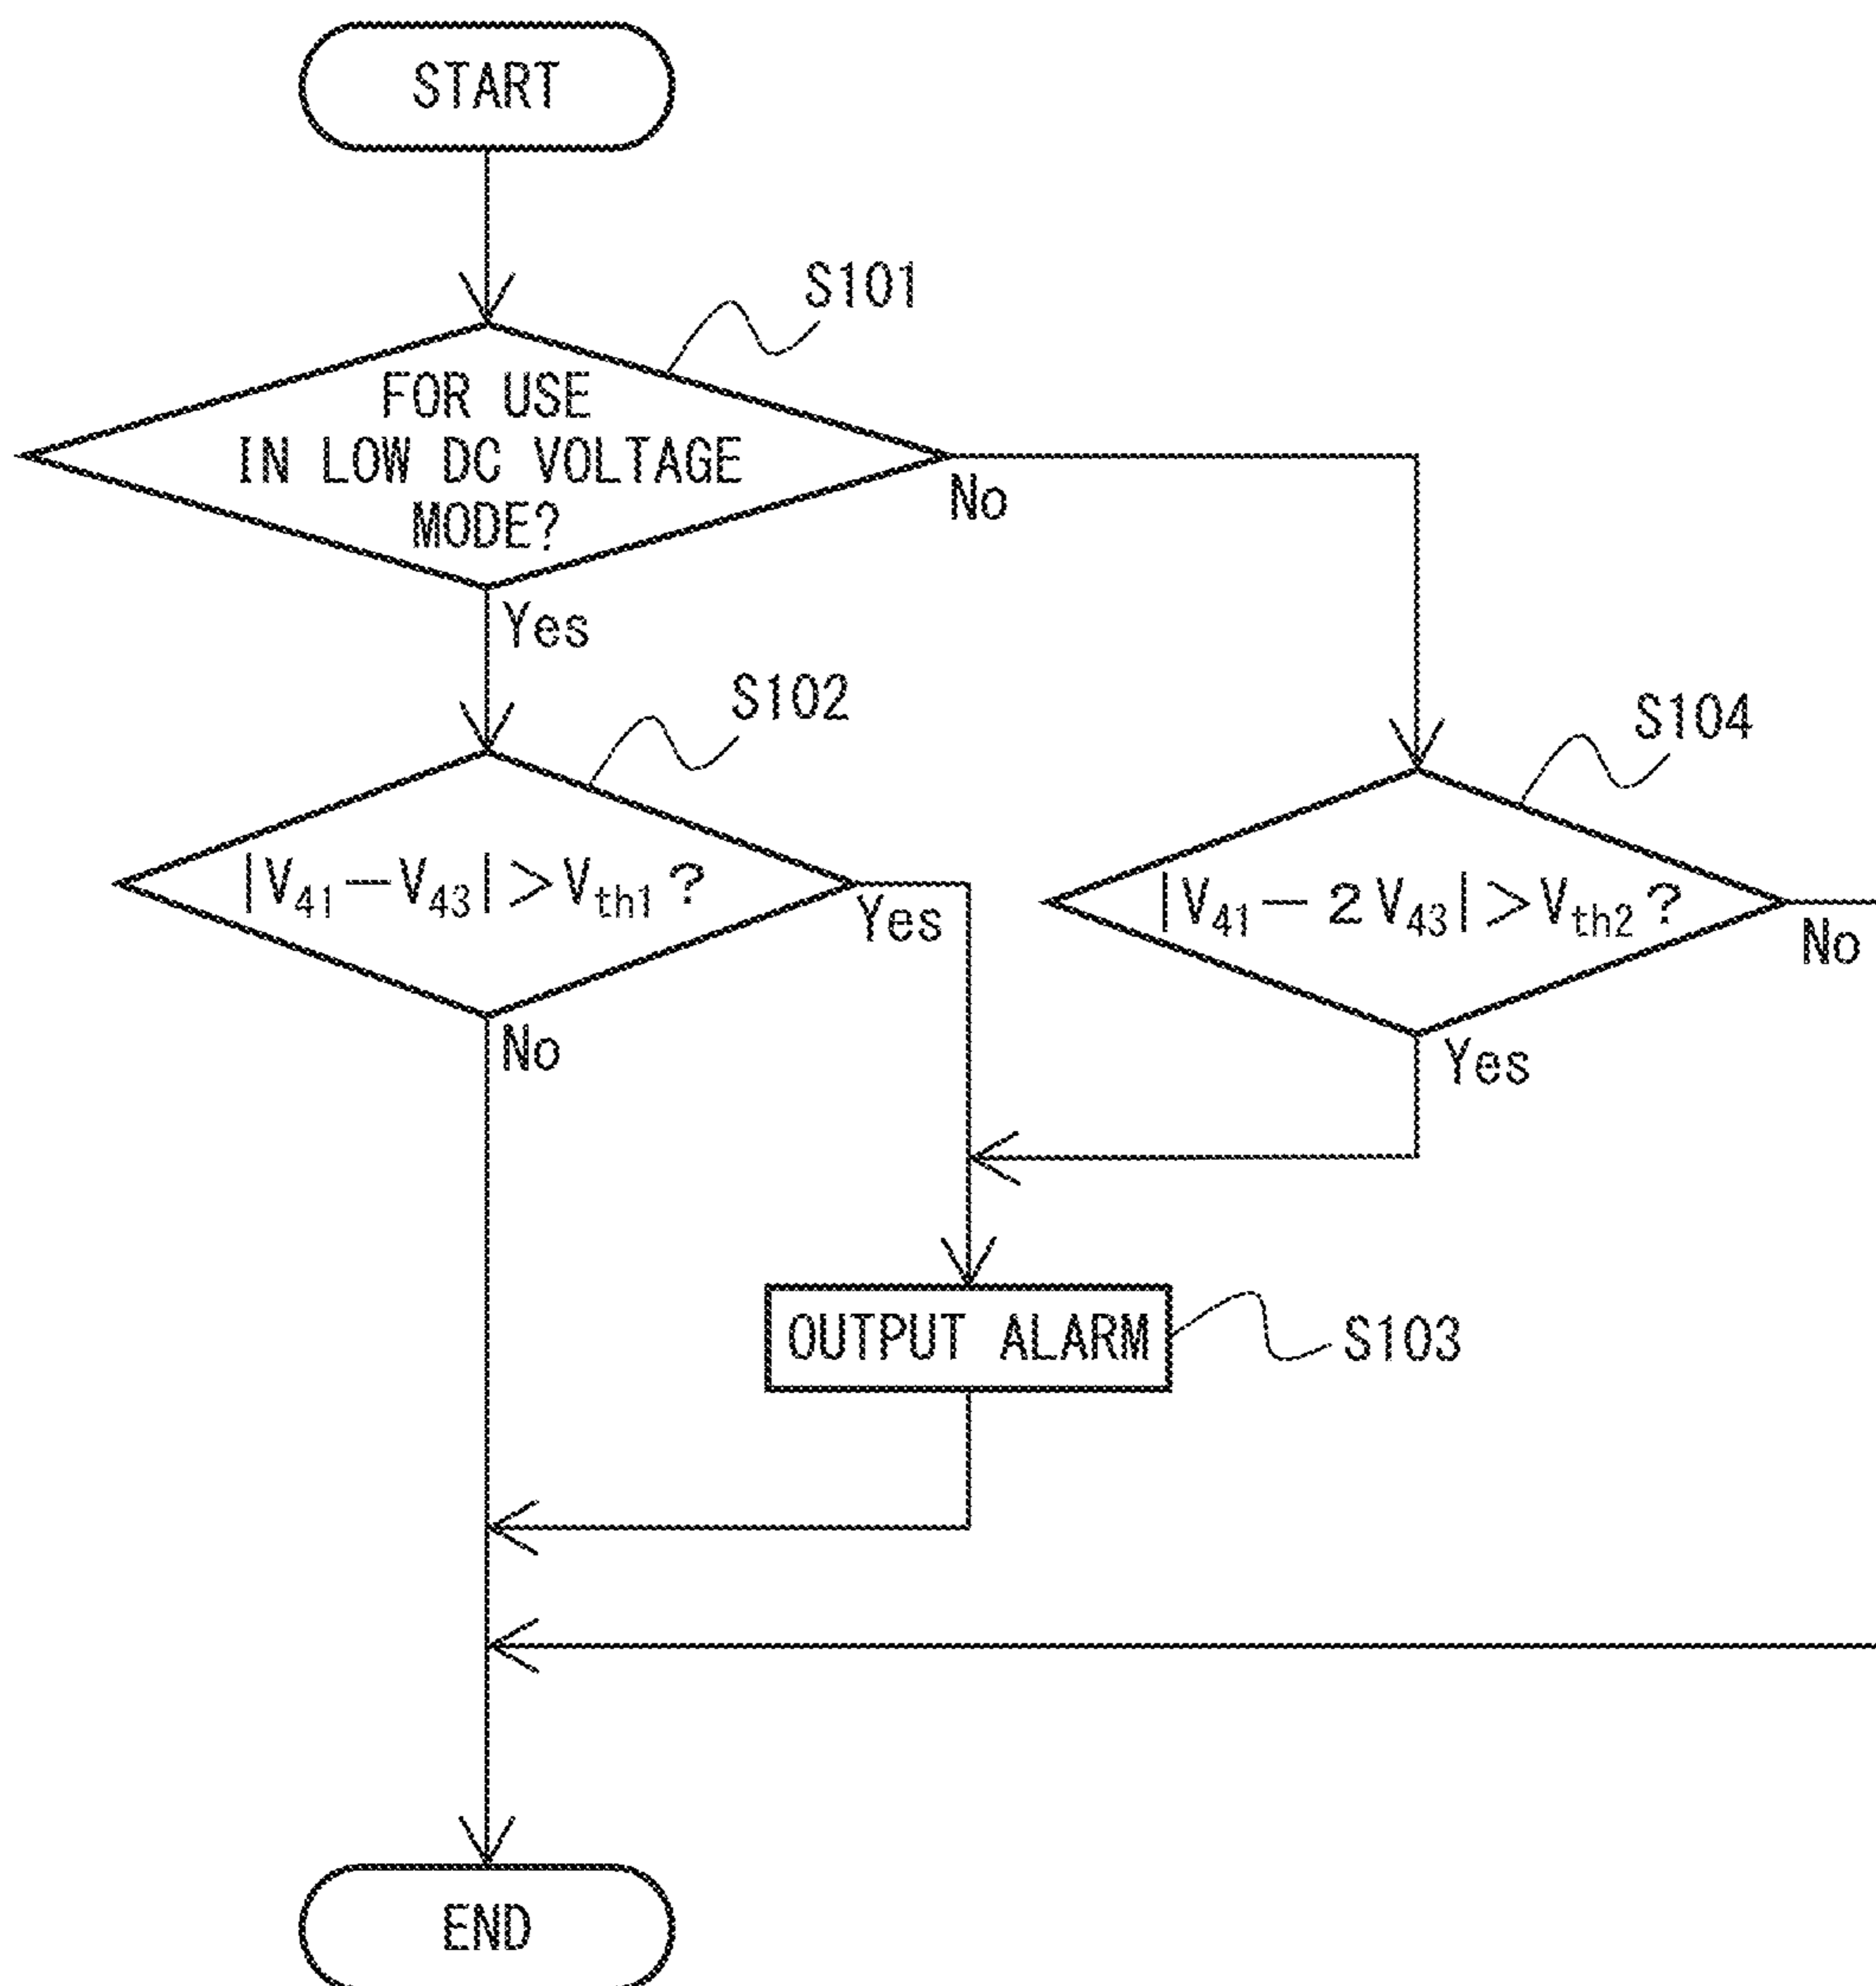 START
S101
FOR USE
IN LOW DC VOLTAGE
MODE?
No
Yes
S102
S104
|V41−V43|>Vth1?
Yes
|V41−2V43|>Vth2?
No
No
Yes
OUTPUT ALARM
S103
END